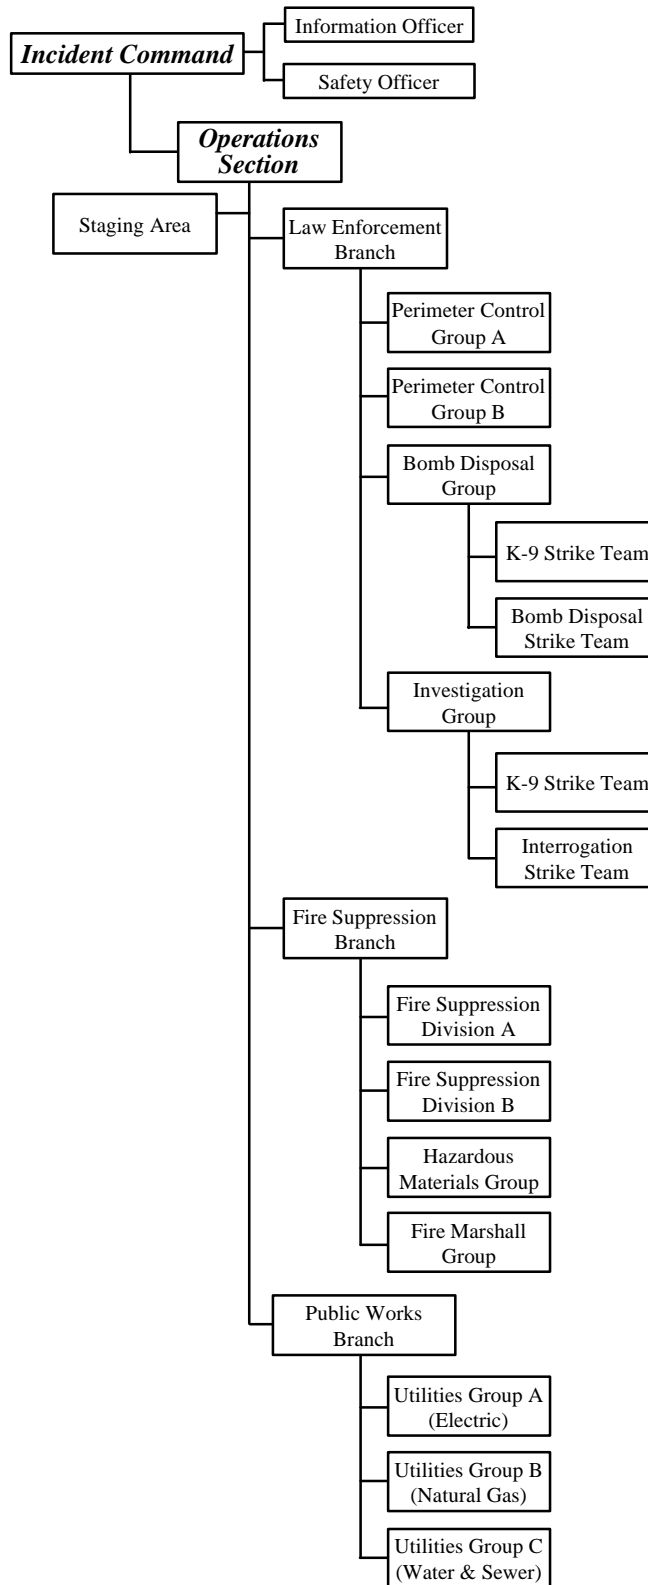 Information Officer
Incident Command
Safety Officer
Operations
Section
Staging Area
Law Enforcement
Branch
Perimeter Control
Group A
Perimeter Control
Group B
Bomb Disposal
Group
K-9 Strike Team
Bomb Disposal
Strike Team
Investigation
Group
K-9 Strike Team
Interrogation
Strike Team
Fire Suppression
Branch
Fire Suppression
Division A
Fire Suppression
Division B
Hazardous
Materials Group
Fire Marshall
Group
Public Works
Branch
Utilities Group A
(Electric)
Utilities Group B
(Natural Gas)
Utilities Group C
(Water & Sewer)